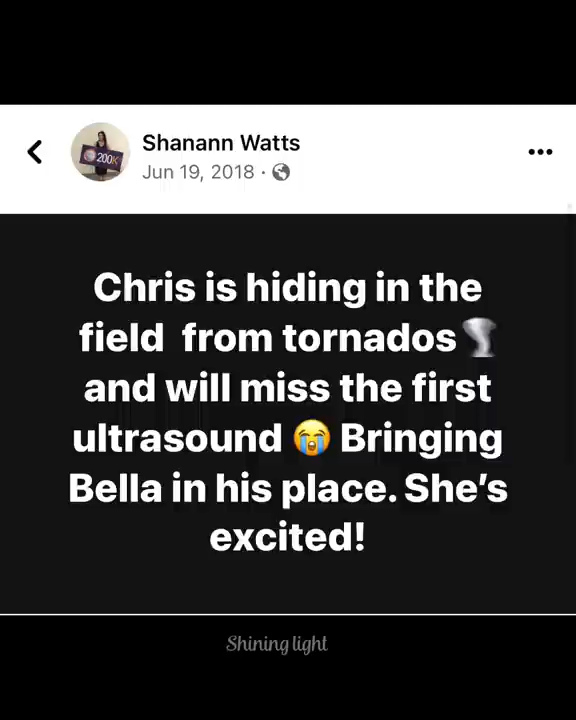 Shanann Watts
Jun 19, 2018 ·
200K
Chris is hiding in the
field from tornados🌪️
and will miss the first
ultrasound 😭 Bringing
Bella in his place. She's
excited!
Shining light